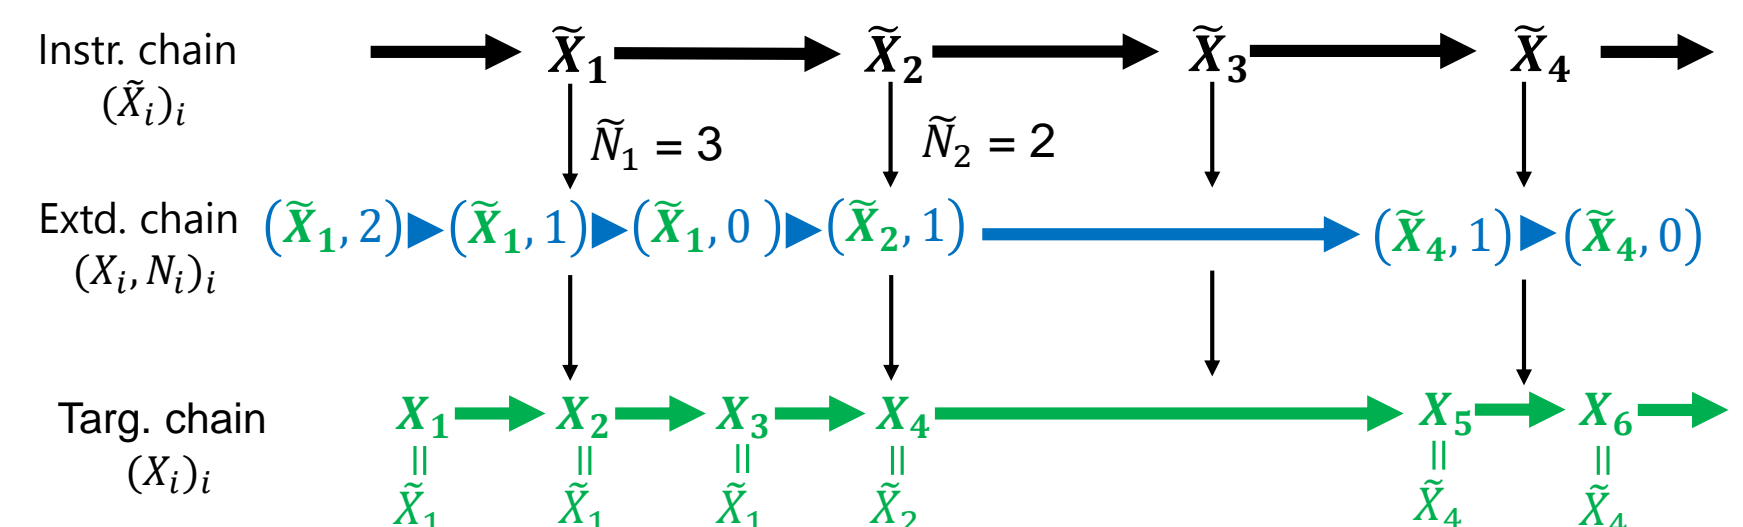 Instr. chain X̃₁ X̃₂ X̃₃ X̃₄
(X̃ᵢ)ᵢ
Ñ₁ = 3 Ñ₂ = 2
Extd. chain (X̃₁, 2) (X̃₁, 1) (X̃₁, 0 ) (X̃₂, 1) (X̃₄, 1) (X̃₄, 0)
(Xᵢ, Nᵢ)ᵢ
Targ. chain X₁ X₂ X₃ X₄ X₅ X₆
(Xᵢ)ᵢ = = = = = =
X̃₁ X̃₁ X̃₁ X̃₂ X̃₄ X̃₄